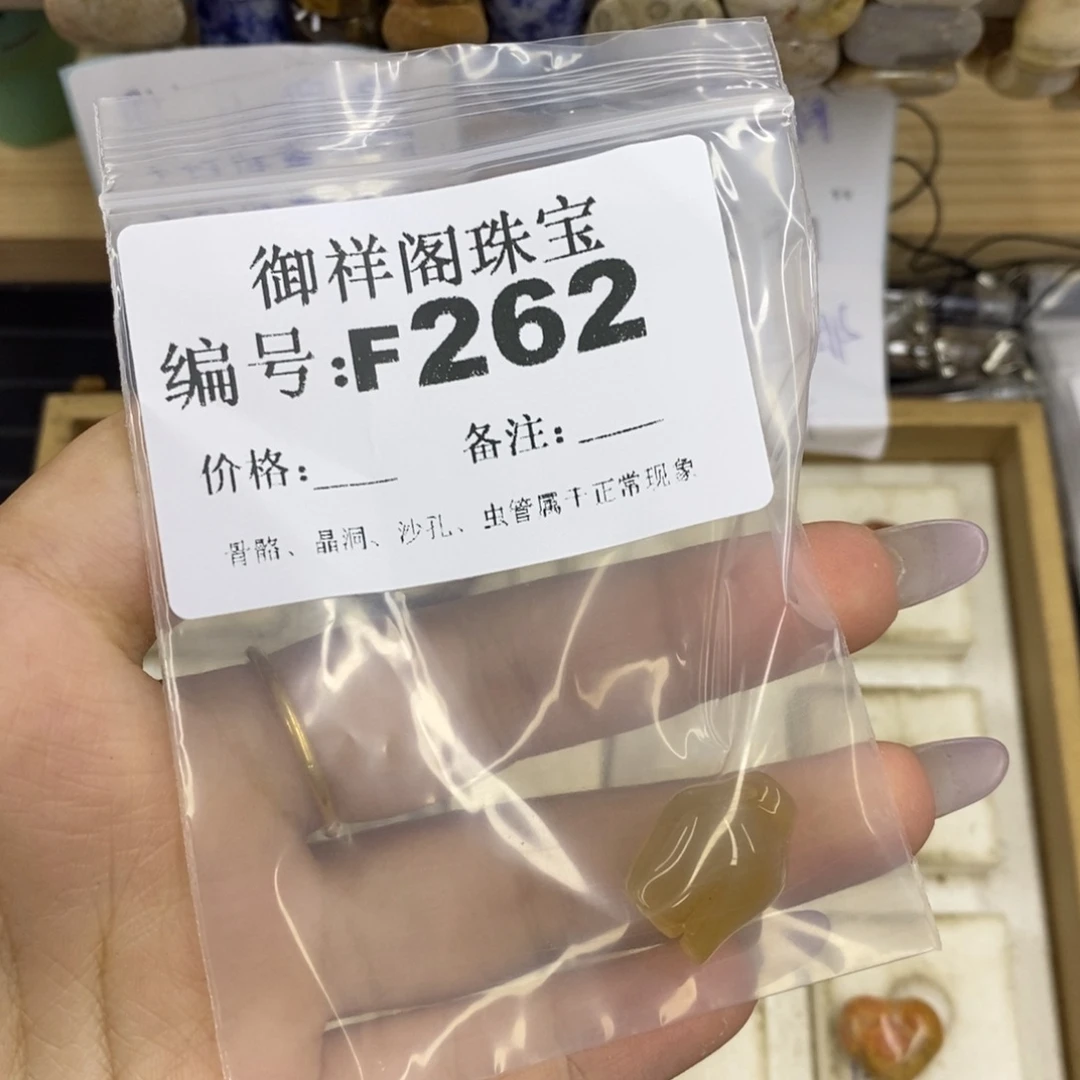 御祥阁珠宝
编号:F262
价格:____ 备注:____
骨骼、晶洞、沙孔、虫管属于正常现象